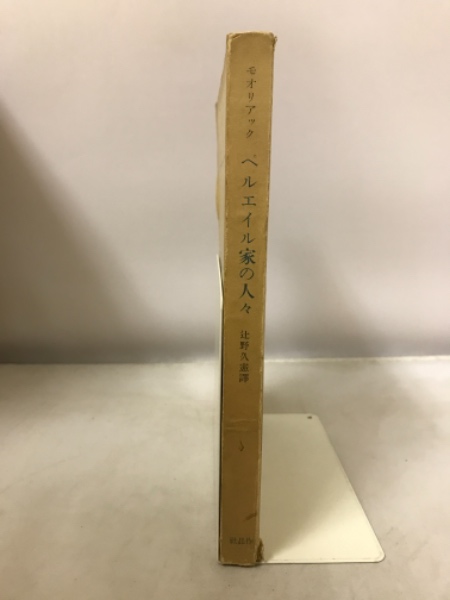 モオリアック
ペルエイル家の人々
辻野久憲譯